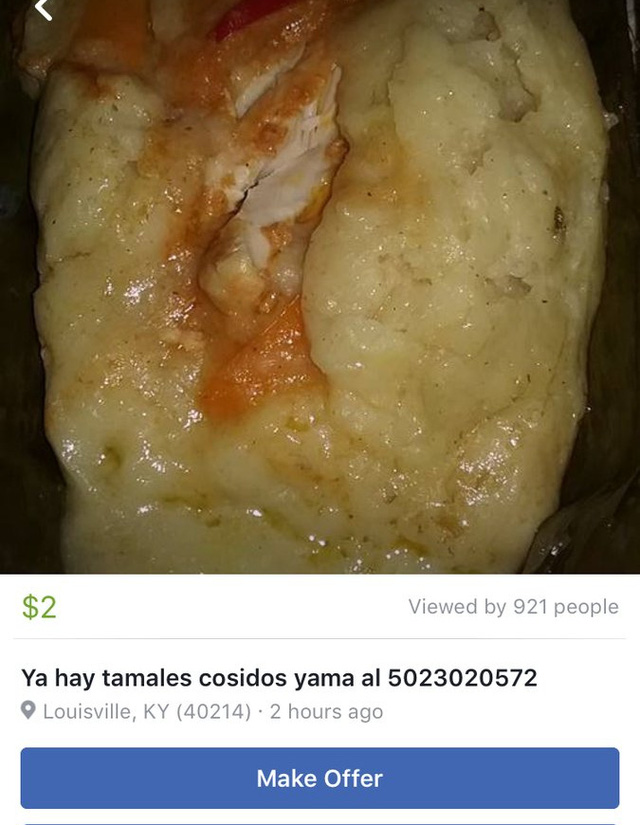 $2
Viewed by 921 people
Ya hay tamales cosidos yama al 5023020572
Louisville, KY (40214) · 2 hours ago
Make Offer